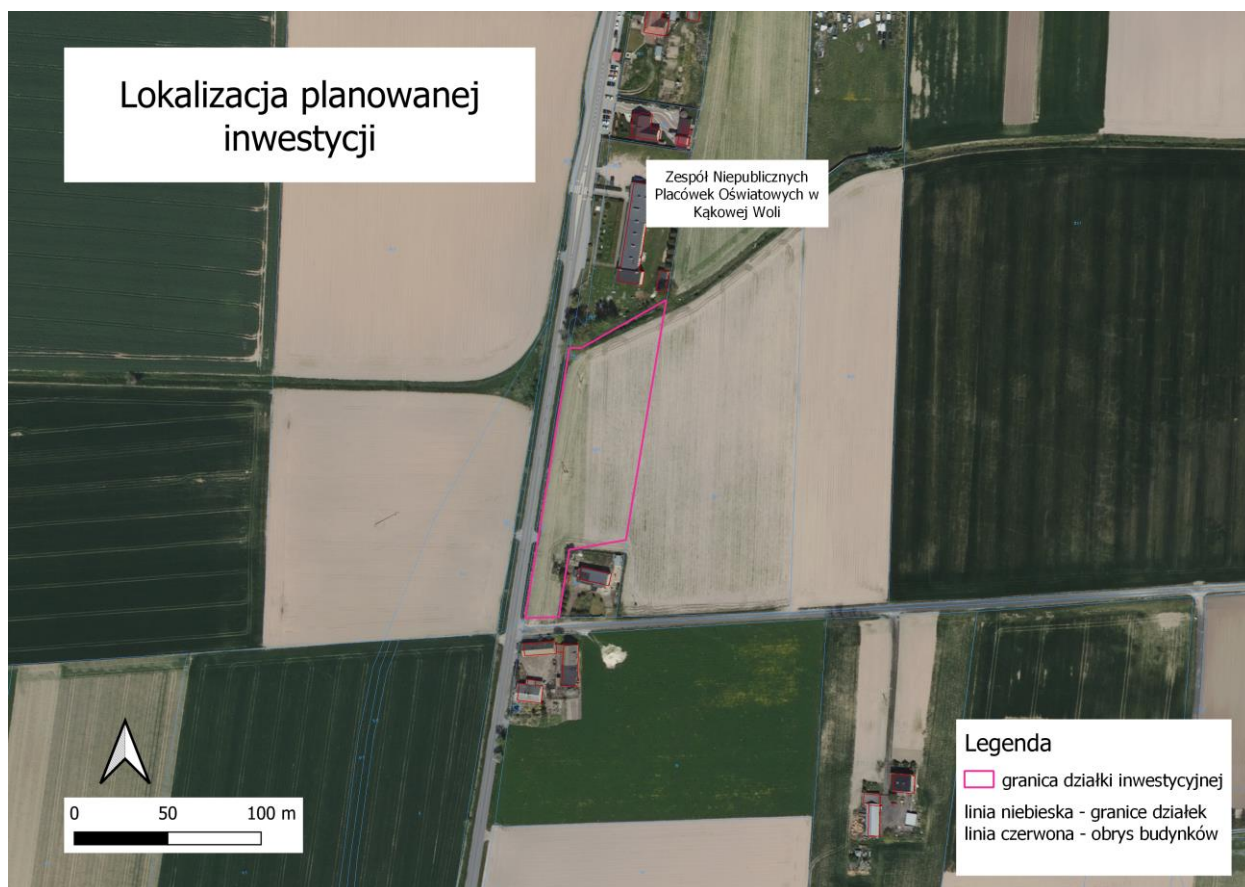 Lokalizacja planowanej
inwestycji
Zespół Niepublicznych
Placówek Oświatowych w
Kąkowej Woli
Legenda
granica działki inwestycyjnej
linia niebieska - granice działek
linia czerwona - obrys budynków
0 50 100 m